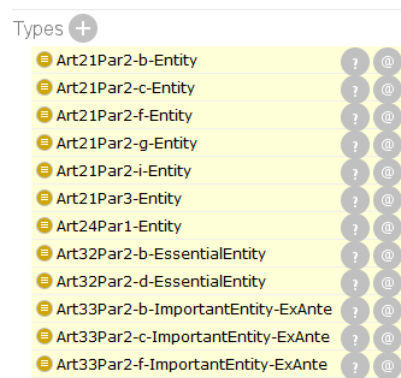 Types
Art21Par2-b-Entity ? @
Art21Par2-c-Entity ? @
Art21Par2-f-Entity ? @
Art21Par2-g-Entity ? @
Art21Par2-i-Entity ? @
Art21Par3-Entity ? @
Art24Par1-Entity ? @
Art32Par2-b-EssentialEntity ? @
Art32Par2-d-EssentialEntity ? @
Art33Par2-b-ImportantEntity-ExAnte ? @
Art33Par2-c-ImportantEntity-ExAnte ? @
Art33Par2-f-ImportantEntity-ExAnte ? @